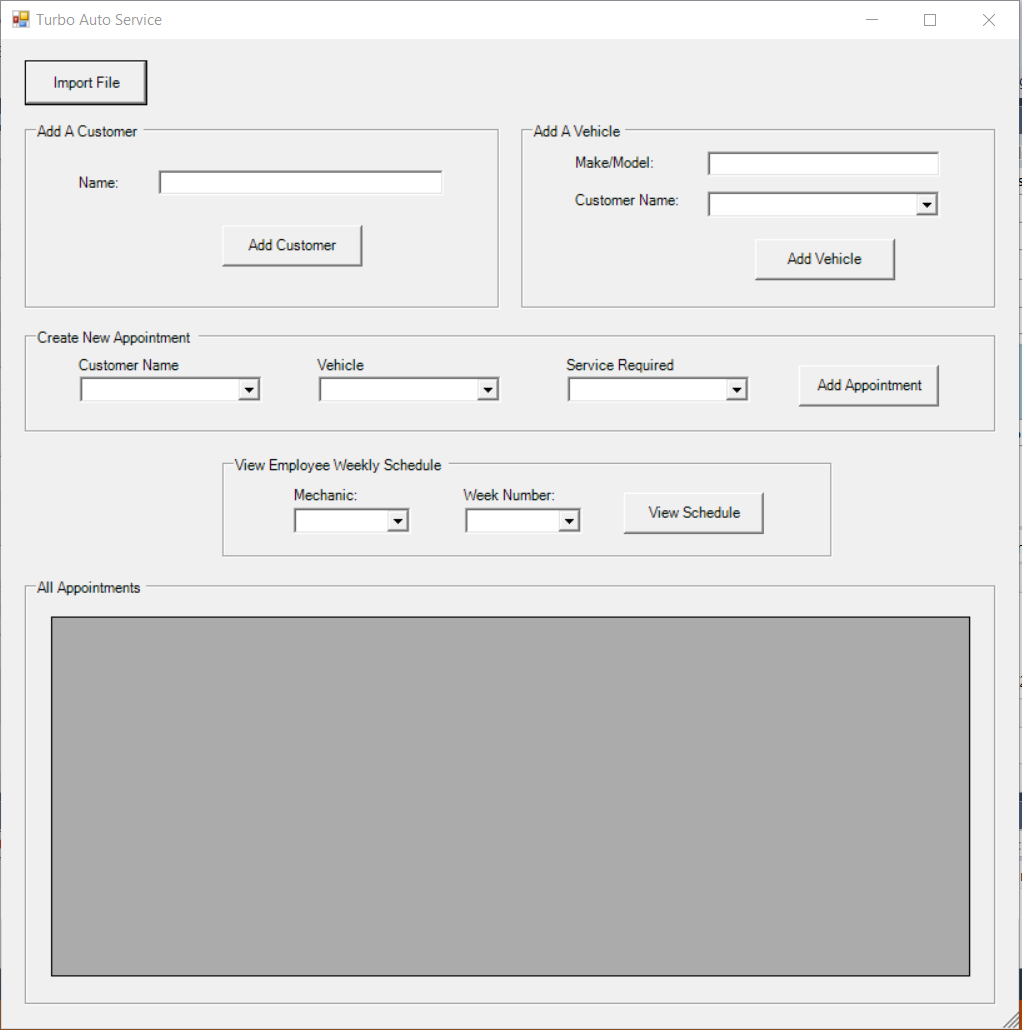 Turbo Auto Service
Import File
Add A Customer
Name:
Add Customer
Add A Vehicle
Make/Model:
Customer Name:
Add Vehicle
Create New Appointment
Customer Name
Vehicle
Service Required
Add Appointment
View Employee Weekly Schedule
Mechanic:
Week Number:
View Schedule
All Appointments